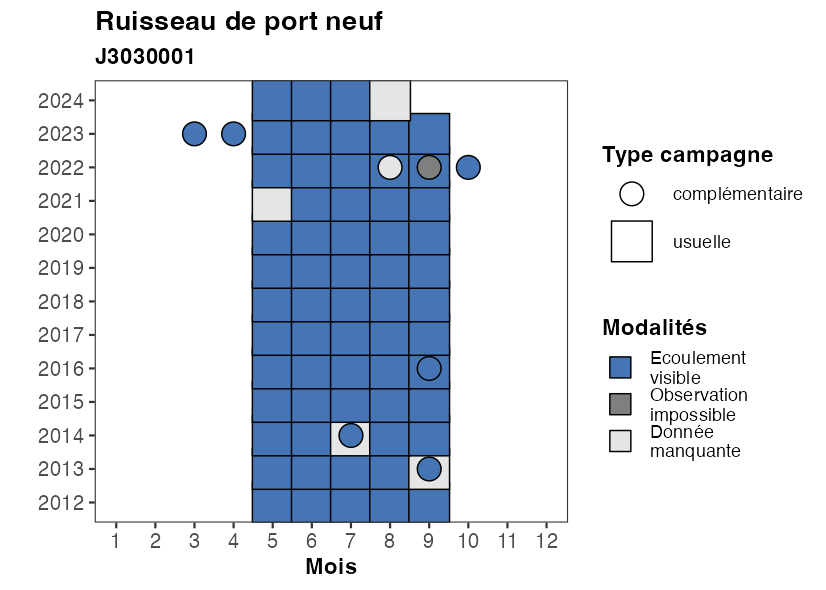 Ruisseau de port neuf
J3030001
2024
2023
2022
2021
2020
2019
2018
2017
2016
2015
2014
2013
2012
1 2 3 4 5 6 7 8 9 10 11 12
Mois
Type campagne
complémentaire
usuelle
Modalités
Ecoulement
visible
Observation
impossible
Donnée
manquante